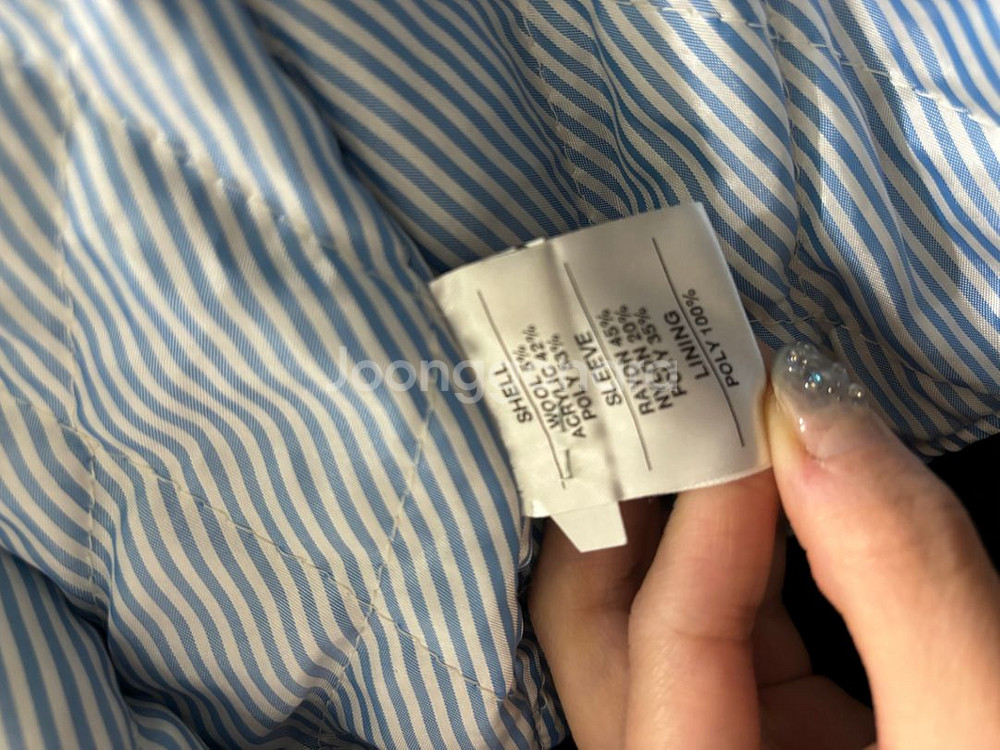 SHELL
WOOL 5%
ACRYLIC 42%
POLY 53%
SLEEVE
RAYON 45%
NYLON 20%
POLY 35%
LINING
POLY 100%